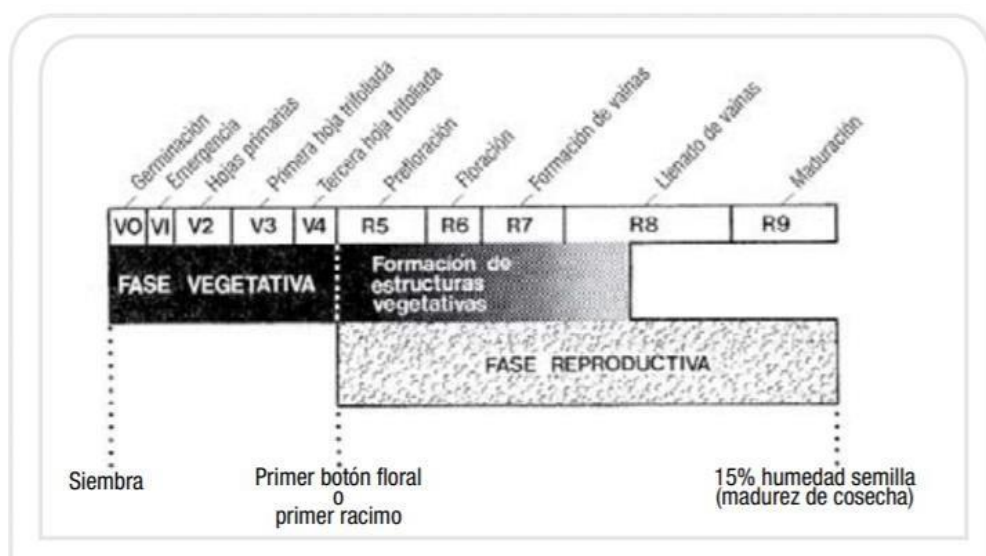 Germinación
Emergencia
Hojas primarias
Primera hoja trifoliada
Tercera hoja trifoliada
Prefloración
Floración
Formación de vainas
Llenado de vainas
Maduración
VO VI V2 V3 V4 R5 R6 R7 R8 R9
FASE VEGETATIVA
Formación de
estructuras
vegetativas
FASE REPRODUCTIVA
Siembra
Primer botón floral
o
primer racimo
15% humedad semilla
(madurez de cosecha)